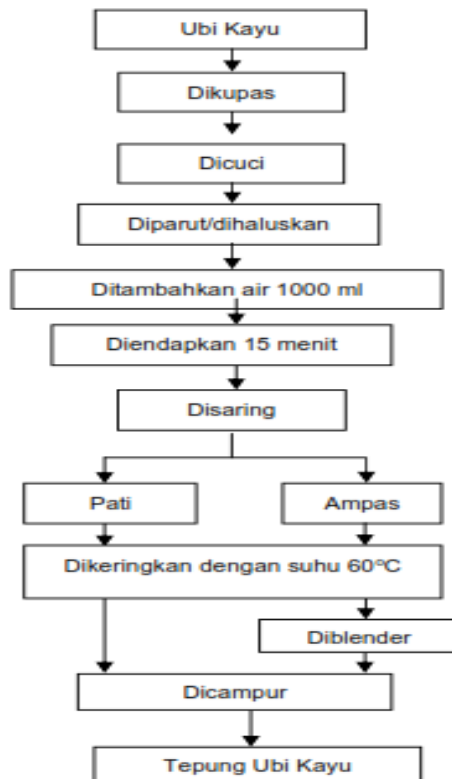 Ubi Kayu
Dikupas
Dicuci
Diparut/dihaluskan
Ditambahkan air 1000 ml
Diendapkan 15 menit
Disaring
Pati
Ampas
Dikeringkan dengan suhu 60°C
Diblender
Dicampur
Tepung Ubi Kayu